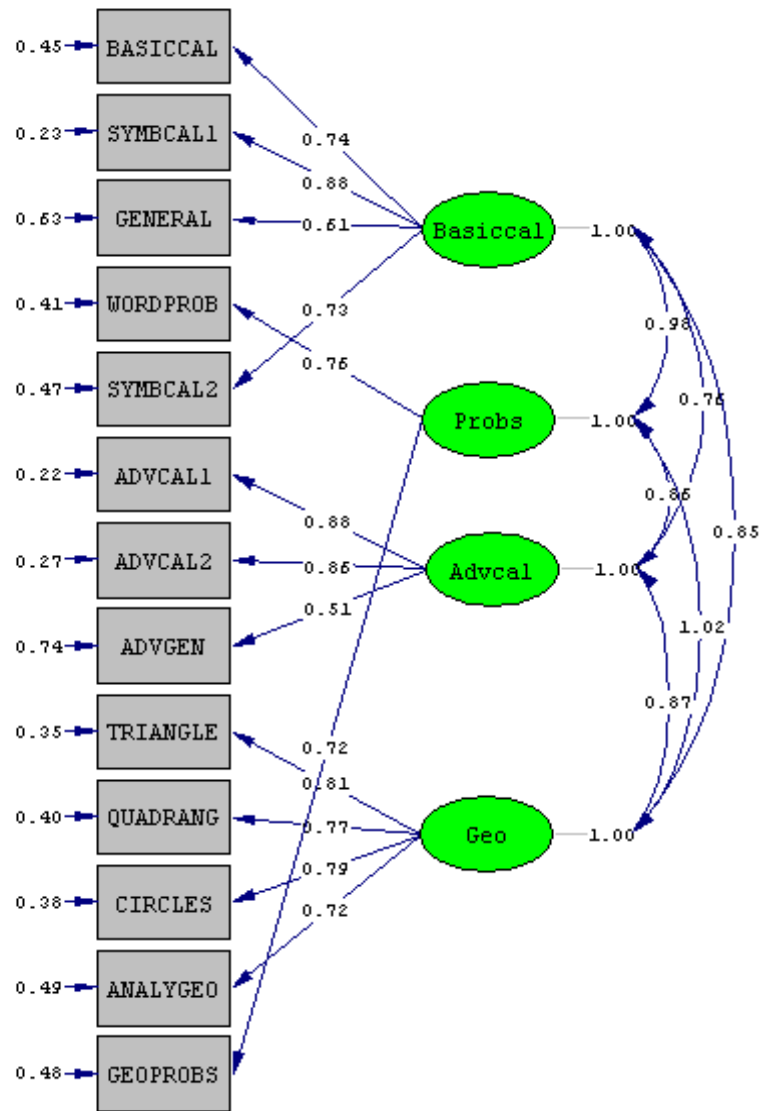 0.45 BASICCAL
0.23 SYMBCAL1
0.74
0.88
0.63 GENERAL
0.61
Basiccal 1.00
0.41 WORDPROB
0.73
0.98
0.47 SYMBCAL2
0.76
0.76
Probs 1.00
0.22 ADVCAL1
0.86
0.88
0.85
0.27 ADVCAL2
0.86
Advcal 1.00
0.51
1.02
0.74 ADVGEN
0.87
0.35 TRIANGLE
0.72
0.81
0.40 QUADRANG
0.77
Geo 1.00
0.79
0.38 CIRCLES
0.72
0.49 ANALYGEO
0.48 GEOPROBS